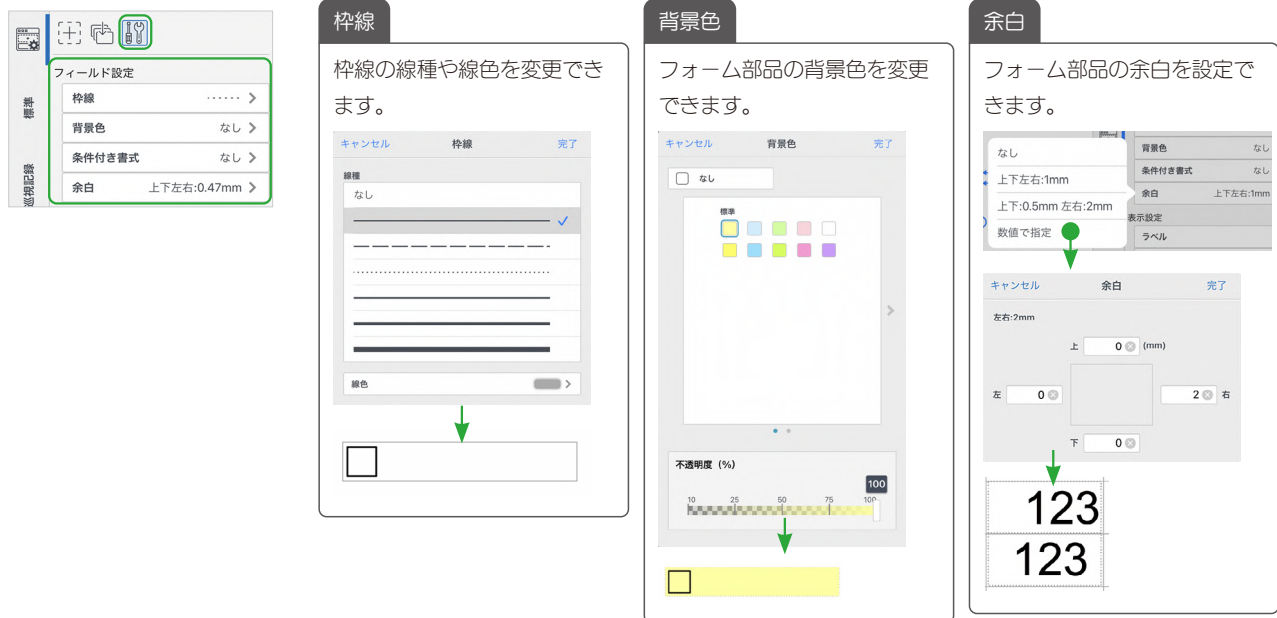 標準
巡視記録
フィールド設定
枠線
背景色 なし
条件付き書式 なし
余白 上下左右:0.47mm
枠線
枠線の線種や線色を変更でき
ます。
キャンセル 枠線 完了
線種
なし
線色
背景色
フォーム部品の背景色を変更
できます。
キャンセル 背景色 完了
なし
標準
不透明度 (%)
100
10 25 50 75 100
余白
フォーム部品の余白を設定で
きます。
なし
上下左右:1mm
上下:0.5mm 左右:2mm
数値で指定
背景色 なし
条件付き書式 なし
余白 上下左右:1mm
表示設定
ラベル
キャンセル 余白 完了
左右:2mm
上 0 (mm)
左 0 2 右
下 0
123
123